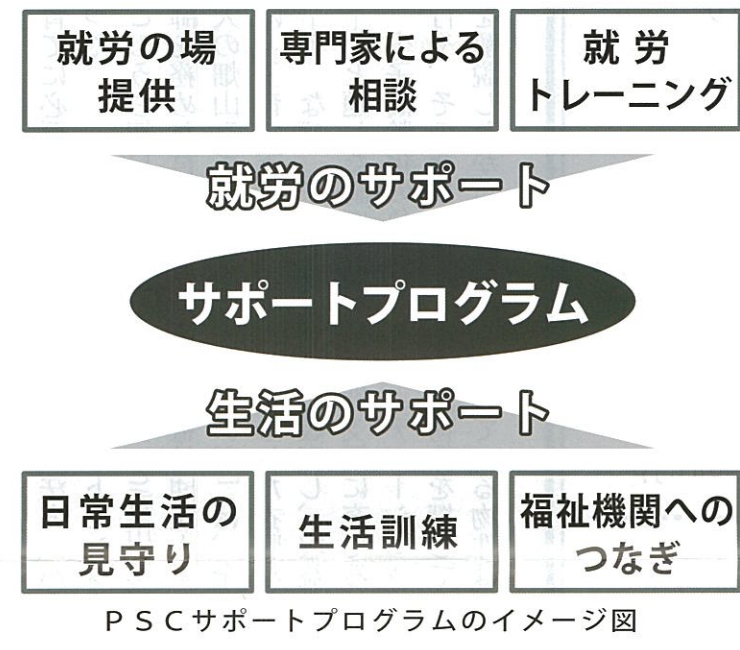 就労の場
提供
専門家による
相談
就労
トレーニング
就労のサポート
サポートプログラム
生活のサポート
日常生活の
見守り
生活訓練
福祉機関への
つなぎ
ＰＳＣサポートプログラムのイメージ図